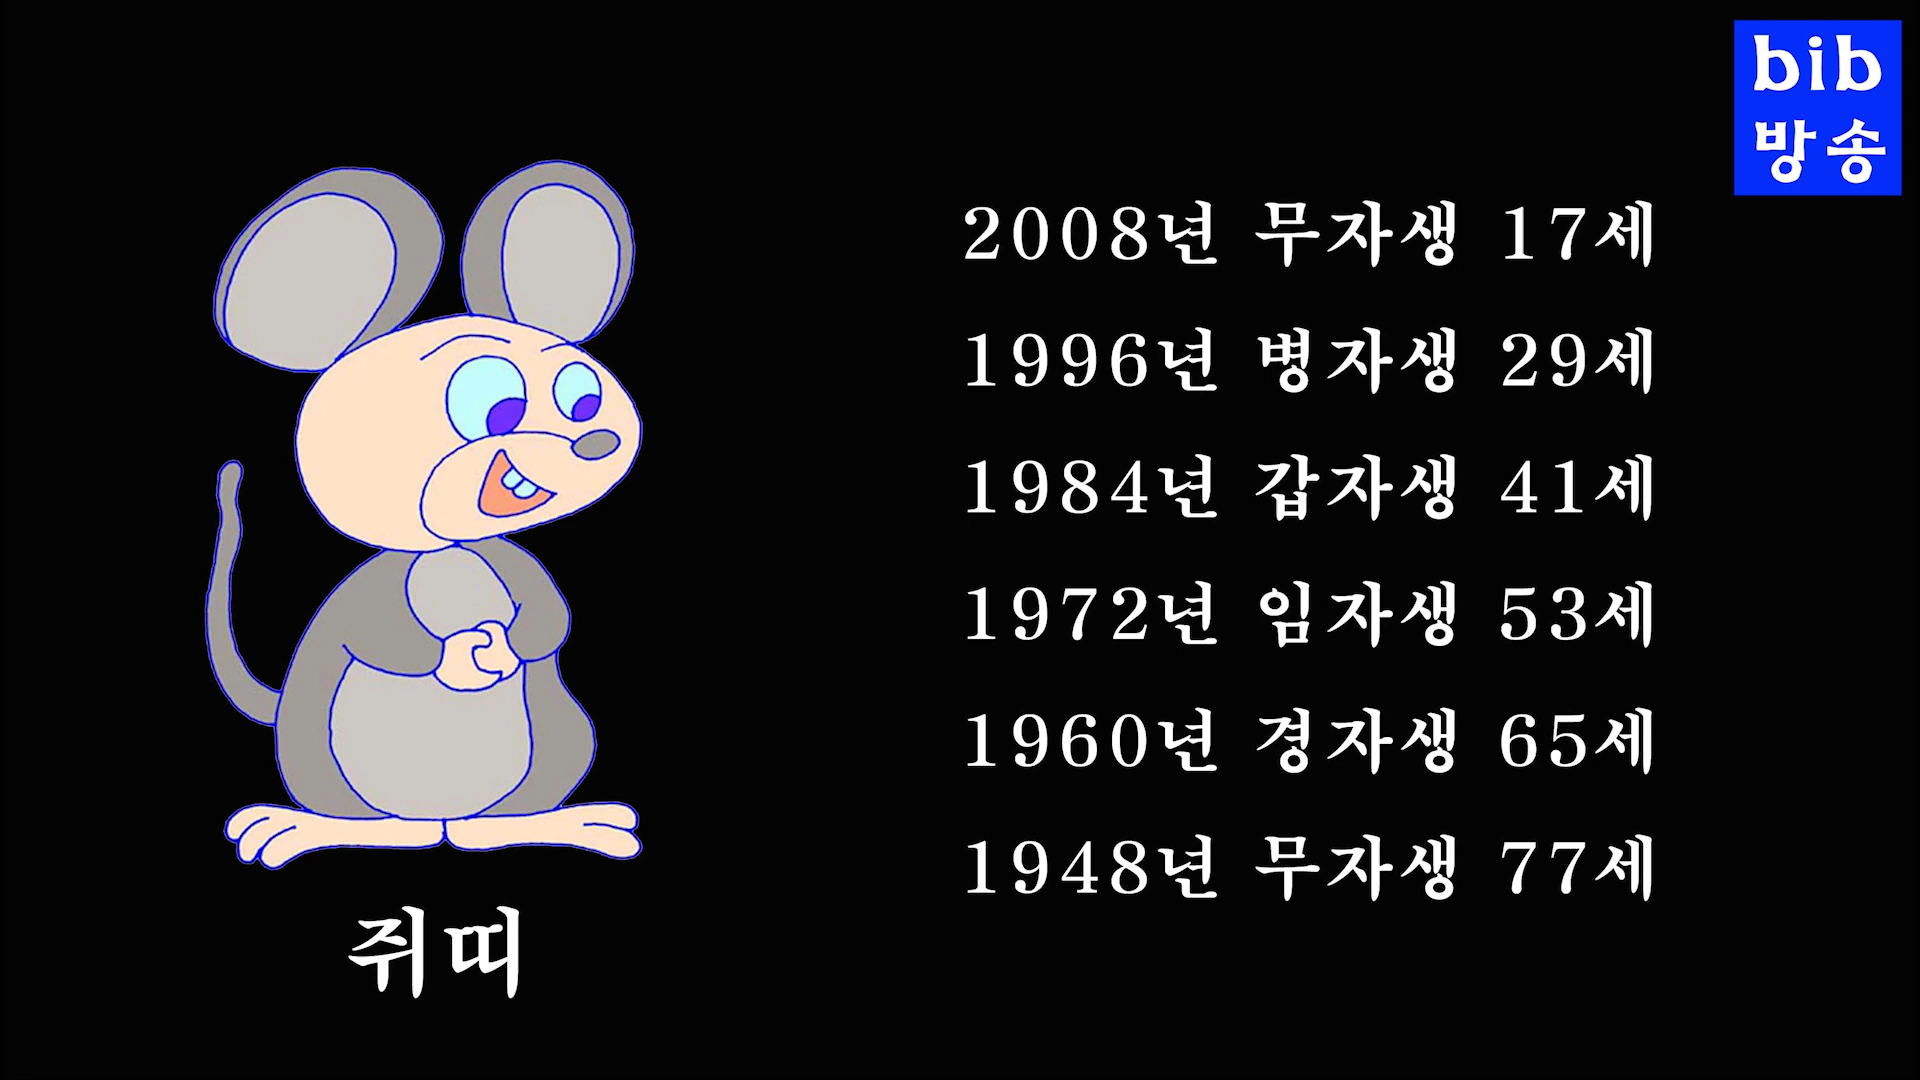 bib
방송
2008년 무자생 17세
1996년 병자생 29세
1984년 갑자생 41세
1972년 임자생 53세
1960년 경자생 65세
1948년 무자생 77세
쥐띠